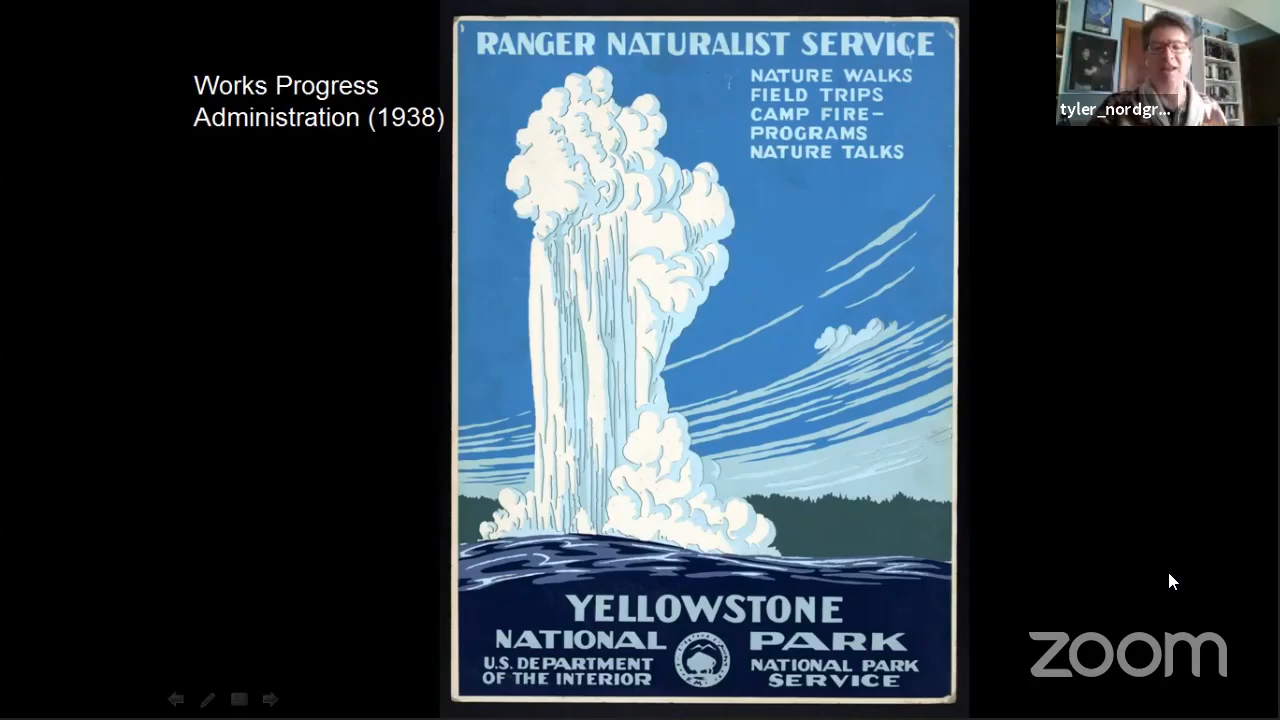 Works Progress
Administration (1938)
RANGER NATURALIST SERVICE
NATURE WALKS
FIELD TRIPS
CAMP FIRE-
PROGRAMS
NATURE TALKS
YELLOWSTONE
NATIONAL PARK
U.S. DEPARTMENT
OF THE INTERIOR
NATIONAL PARK
SERVICE
tyler_nordgr...
zoom